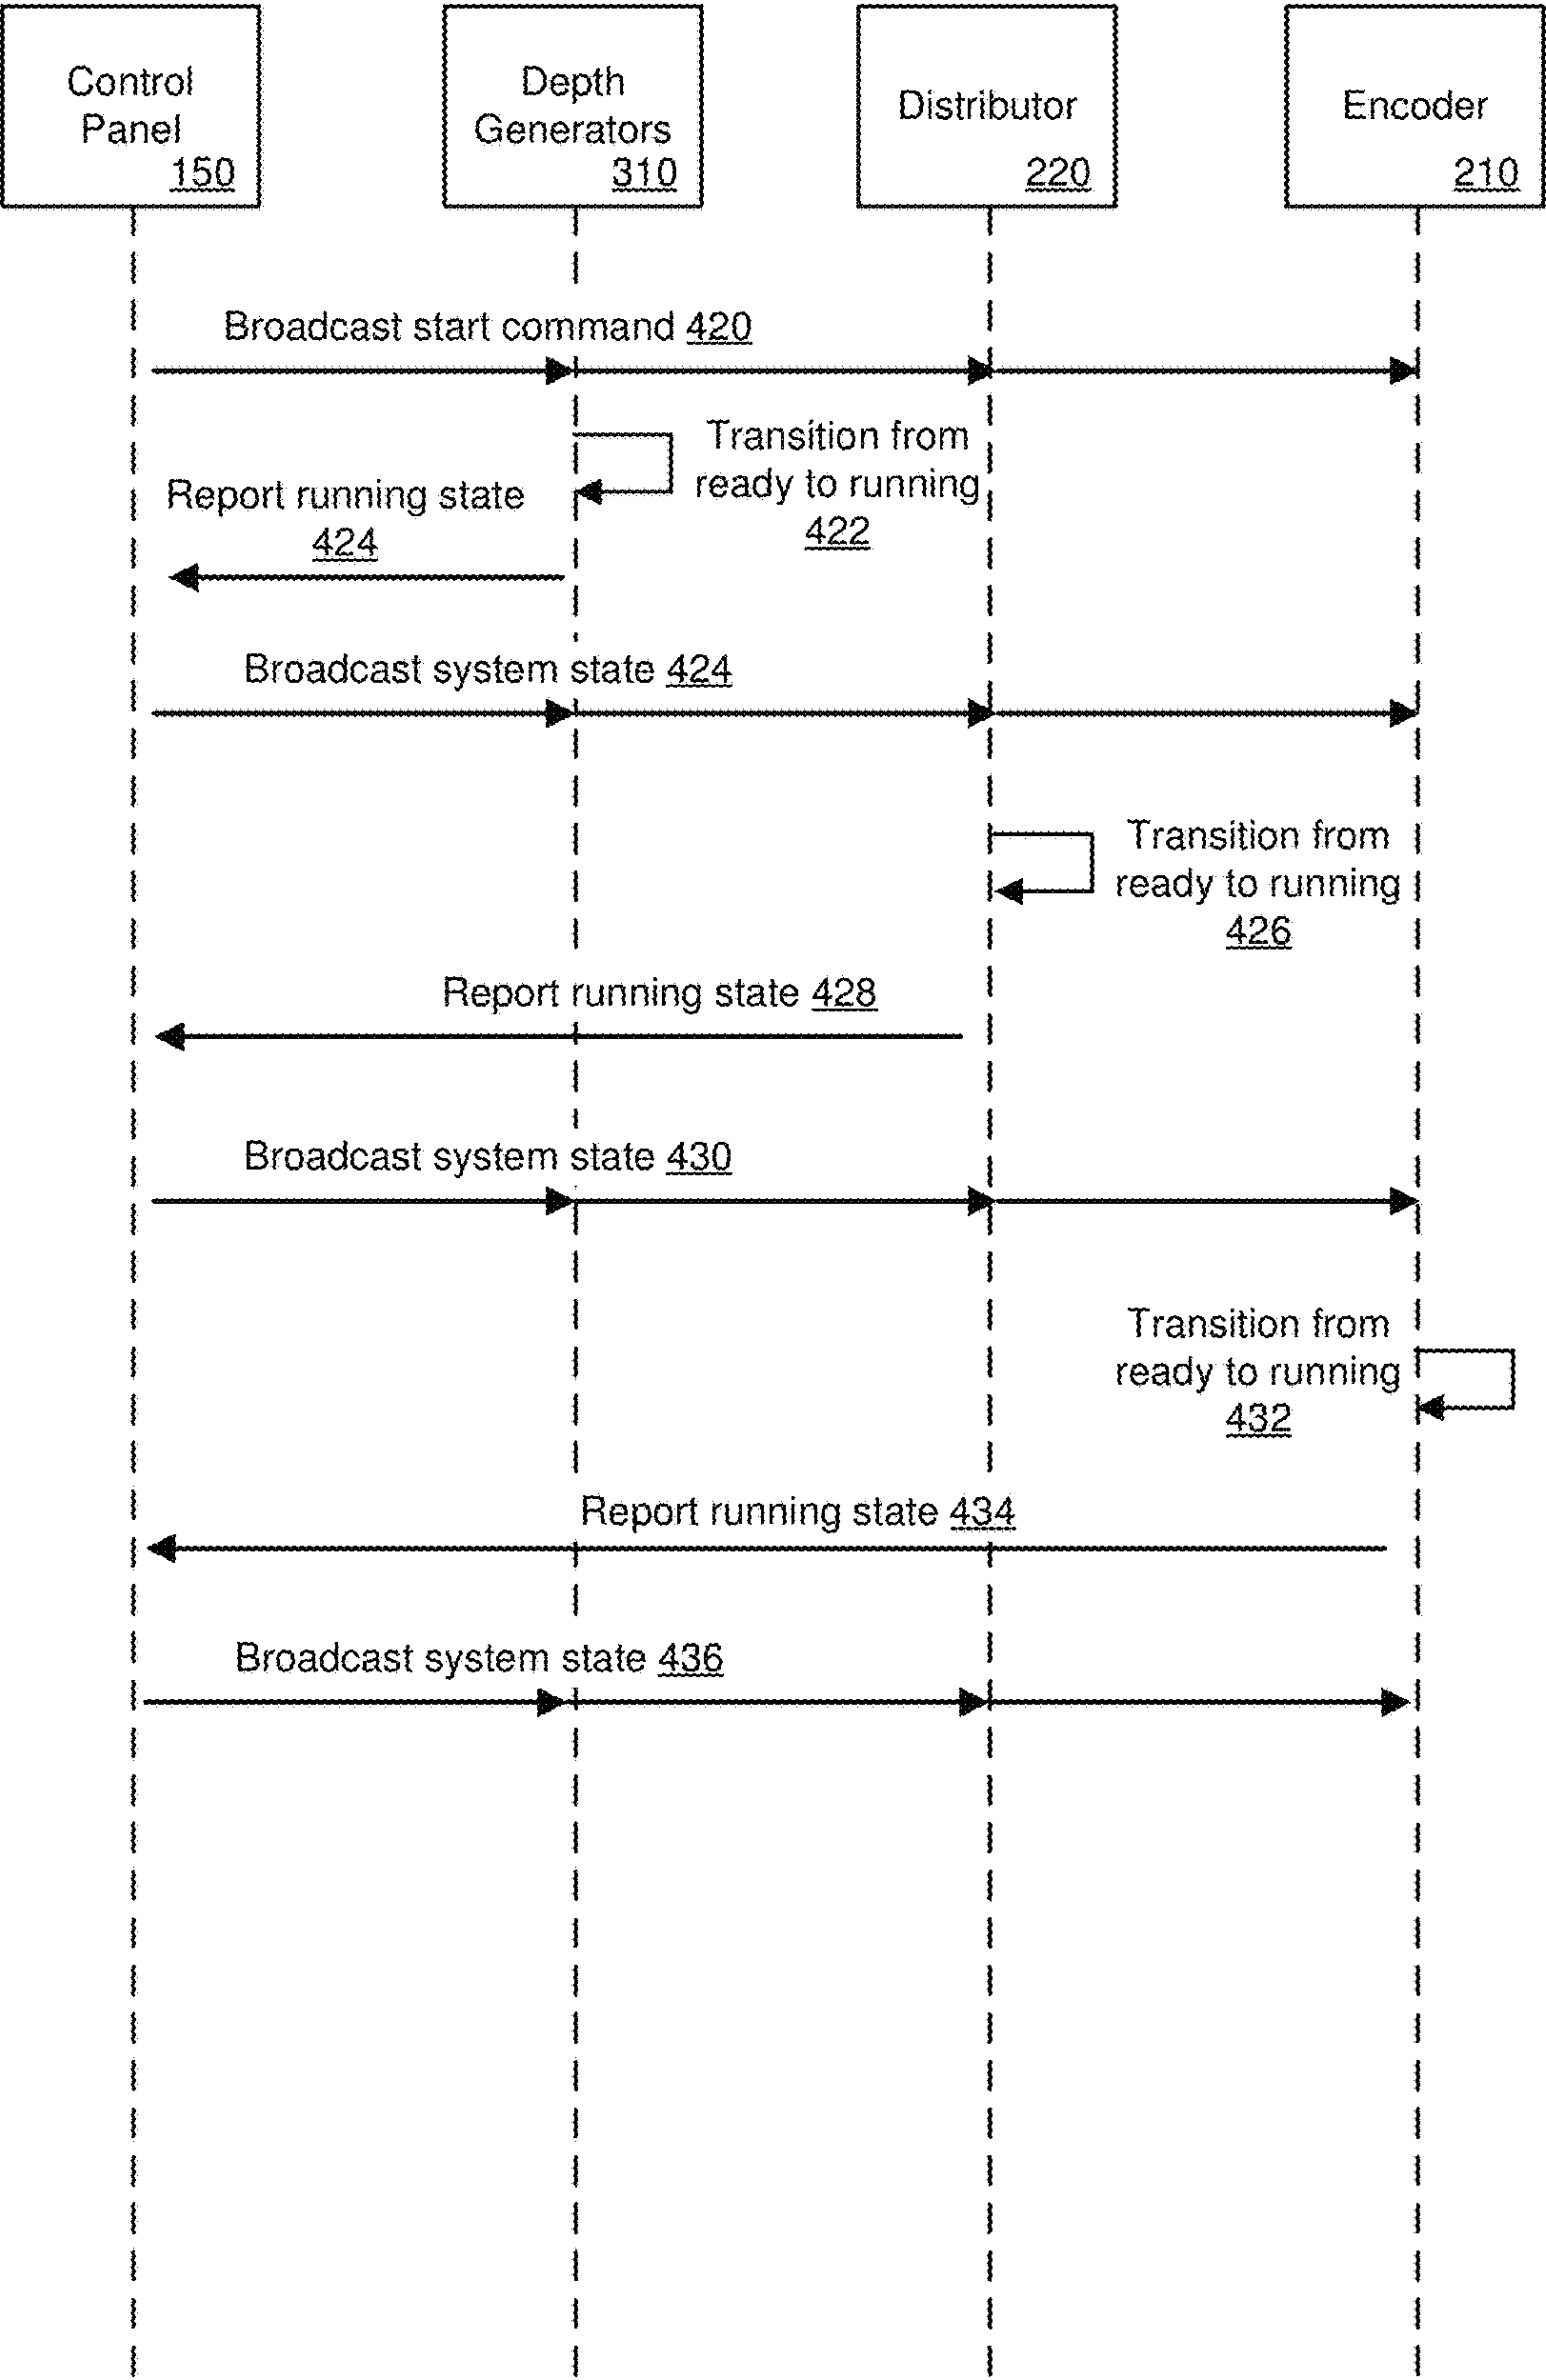 Control
Panel
150
Depth
Generators
310
Distributor
220
Encoder
210
Broadcast start command 420
Transition from
ready to running
422
Report running state
424
Broadcast system state 424
Transition from
ready to running
426
Report running state 428
Broadcast system state 430
Transition from
ready to running
432
Report running state 434
Broadcast system state 436